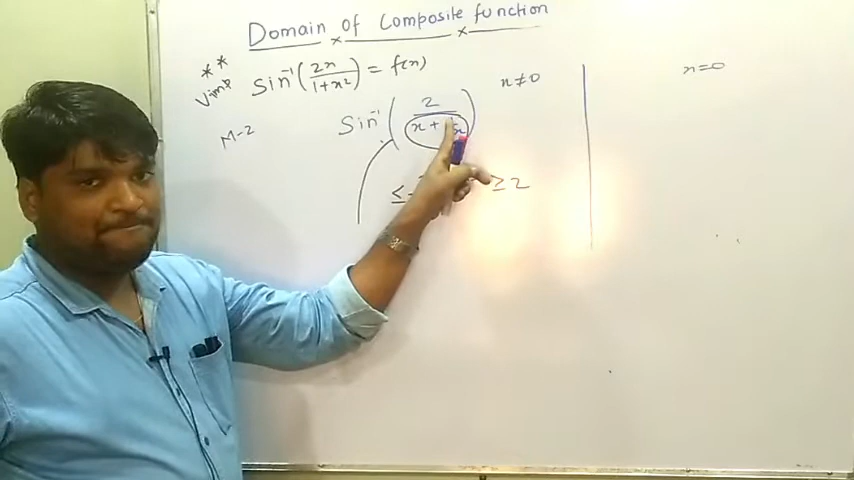 Domain of Composite function
** Vimp Sin⁻¹(2x/1+x²) = f(x)
M-2 Sin⁻¹(2/x+1/x) x≠0
≤ - ≥ 2
x=0